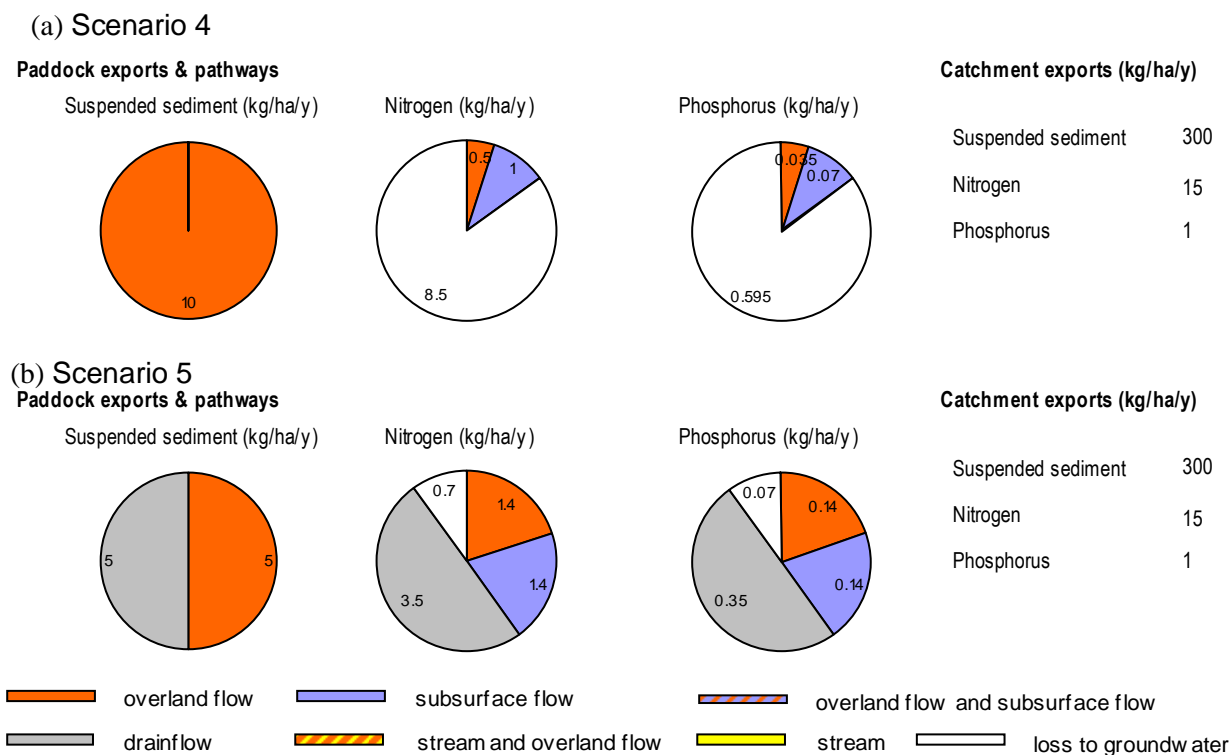 (a) Scenario 4
Paddock exports & pathways
Catchment exports (kg/ha/y)
Suspended sediment (kg/ha/y)
Nitrogen (kg/ha/y)
Phosphorus (kg/ha/y)
10
0.5
1
8.5
0.035
0.07
0.595
Suspended sediment 300
Nitrogen 15
Phosphorus 1
(b) Scenario 5
Paddock exports & pathways
Catchment exports (kg/ha/y)
Suspended sediment (kg/ha/y)
Nitrogen (kg/ha/y)
Phosphorus (kg/ha/y)
5
5
0.7
1.4
1.4
3.5
0.07
0.14
0.14
0.35
Suspended sediment 300
Nitrogen 15
Phosphorus 1
overland flow
subsurface flow
overland flow and subsurface flow
drainflow
stream and overland flow
stream
loss to groundwater